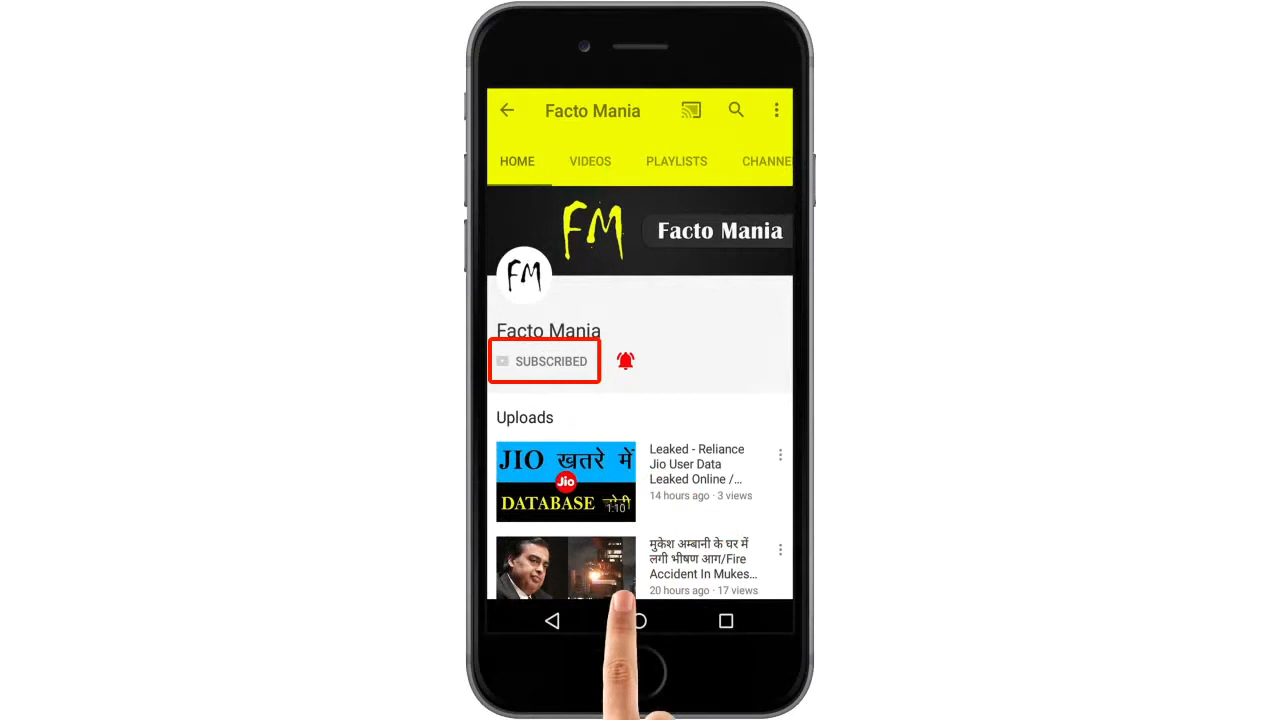 Facto Mania
HOME VIDEOS PLAYLISTS CHANNE
FM Facto Mania
FM
Facto Mania
SUBSCRIBED
Uploads
JIO खतरे में
Jio
DATABASE चोरी
1:10
Leaked - Reliance
Jio User Data
Leaked Online /...
14 hours ago · 3 views
मुकेश अम्बानी के घर में
लगी भीषण आग/Fire
Accident In Mukes...
20 hours ago · 17 views